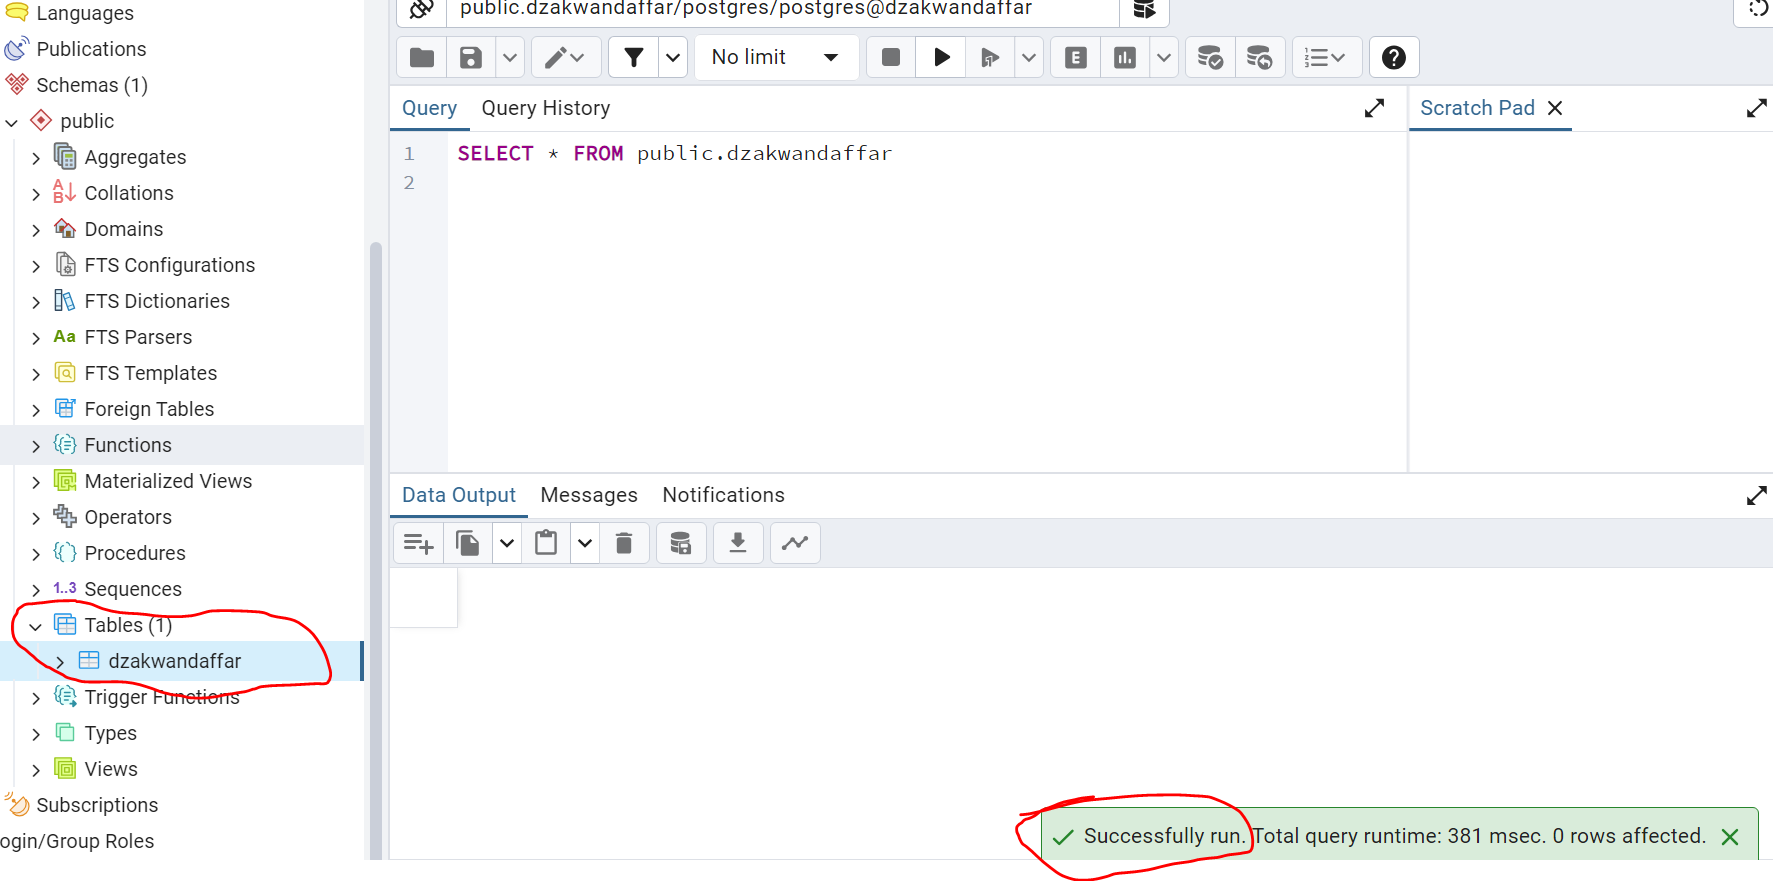 Languages
Publications
Schemas (1)
public
Aggregates
Collations
Domains
FTS Configurations
FTS Dictionaries
Aa FTS Parsers
FTS Templates
Foreign Tables
Functions
Materialized Views
Operators
Procedures
1..3 Sequences
Tables (1)
dzakwandaffar
Trigger Functions
Types
Views
Subscriptions
ogin/Group Roles
public.dzakwandaffar/postgres/postgres@dzakwandaffar
No limit
E
Query Query History
Scratch Pad
1 SELECT * FROM public.dzakwandaffar
2
Data Output Messages Notifications
Successfully run. Total query runtime: 381 msec. 0 rows affected.